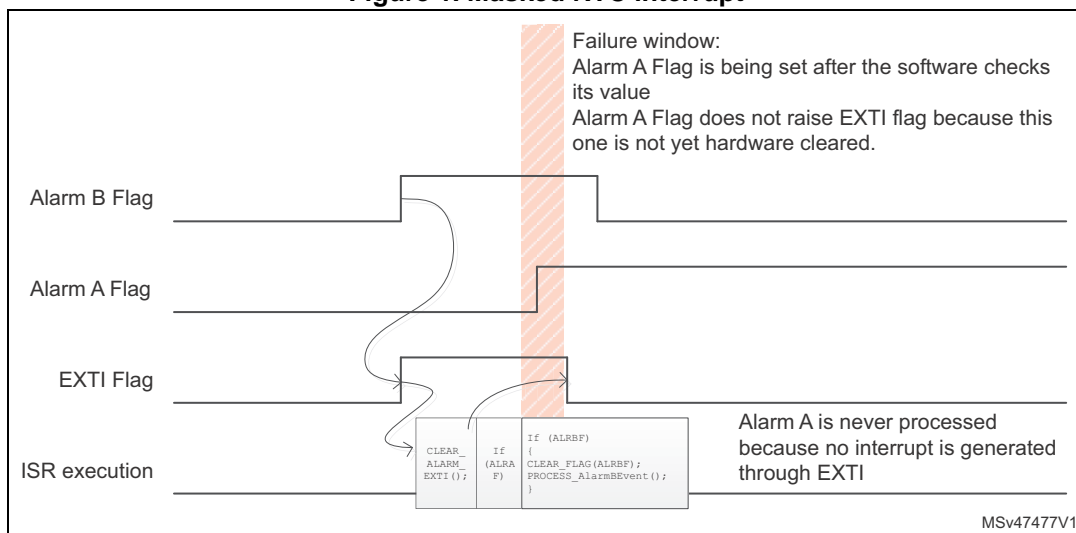 Figure 1. Masked RTC interrupt
Failure window:
Alarm A Flag is being set after the software checks
its value
Alarm A Flag does not raise EXTI flag because this
one is not yet hardware cleared.
Alarm B Flag
Alarm A Flag
EXTI Flag
ISR execution
CLEAR_
ALARM_
EXTI();
If
(ALRA
F)
If (ALRBF)
{
CLEAR_FLAG(ALRBF);
PROCESS_AlarmBEvent();
}
Alarm A is never processed
because no interrupt is generated
through EXTI
MSv47477V1